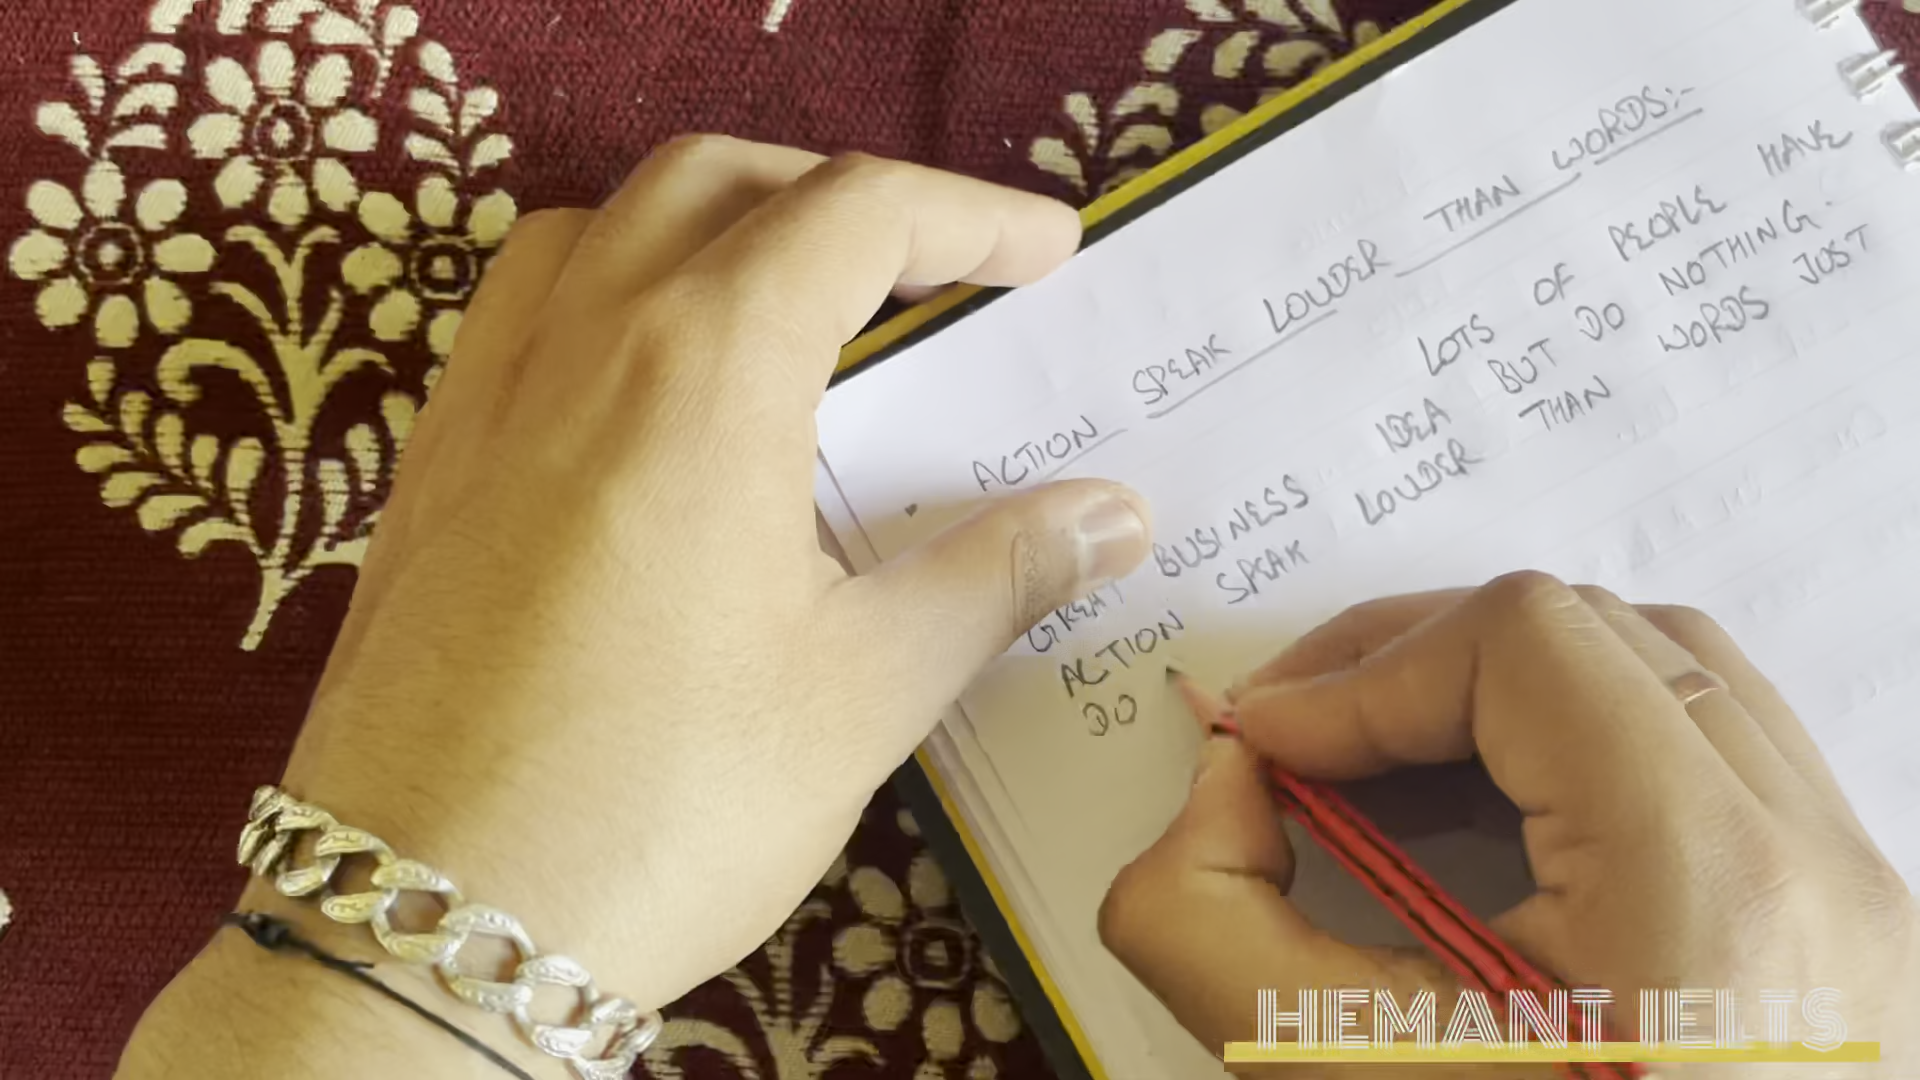 ACTION SPEAK LOUDER THAN WORDS:-
LOTS OF PEOPLE HAVE
GREAT BUSINESS IDEA BUT DO NOTHING.
ACTION SPEAK LOUDER THAN WORDS JUST
DO
HEMANT IELTS